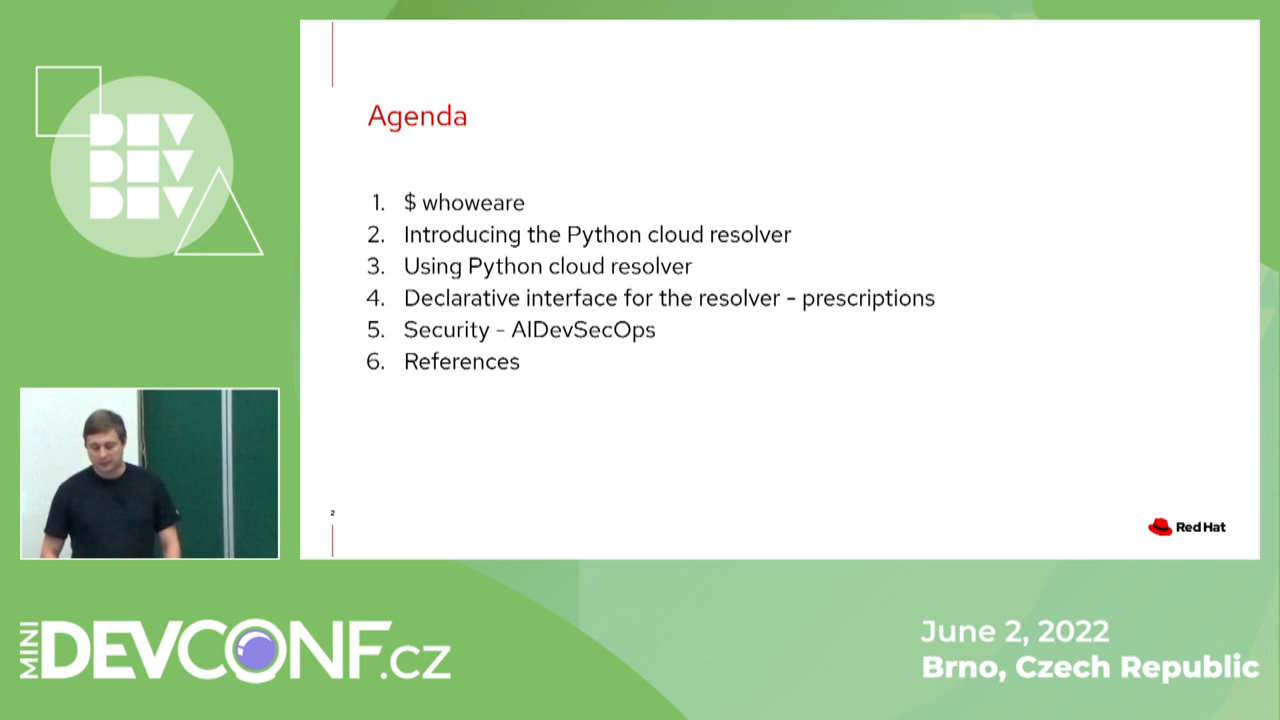 DEV
DEV
DEV
Agenda
1. $ whoweare
2. Introducing the Python cloud resolver
3. Using Python cloud resolver
4. Declarative interface for the resolver - prescriptions
5. Security - AIDevSecOps
6. References
2
Red Hat
MINI DEVCONF.CZ
June 2, 2022
Brno, Czech Republic